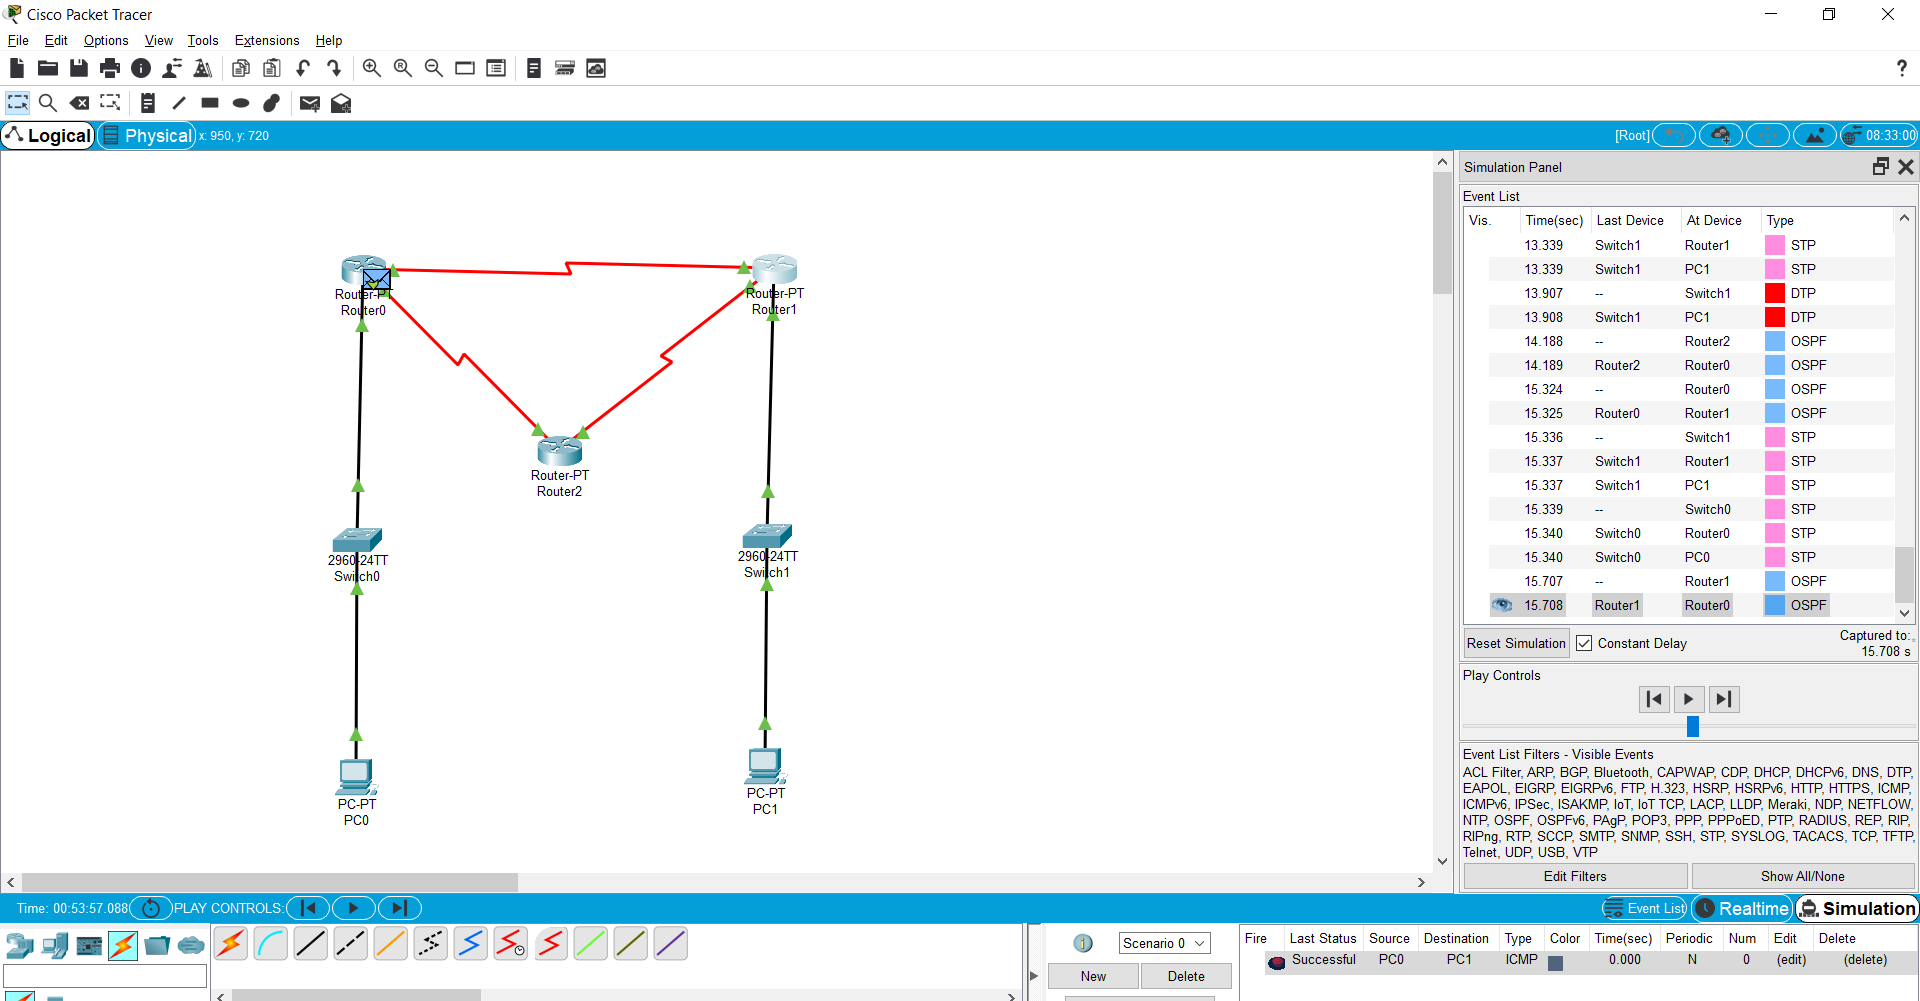 Cisco Packet Tracer
File Edit Options View Tools Extensions Help
?
Logical Physical x: 950, y: 720 [Root] 08:33:00
Simulation Panel
Event List
Vis. Time(sec) Last Device At Device Type
13.339 Switch1 Router1 STP
13.339 Switch1 PC1 STP
13.907 -- Switch1 DTP
13.908 Switch1 PC1 DTP
14.188 -- Router2 OSPF
14.189 Router2 Router0 OSPF
15.324 -- Router0 OSPF
15.325 Router0 Router1 OSPF
15.336 -- Switch1 STP
15.337 Switch1 Router1 STP
15.337 Switch1 PC1 STP
15.339 -- Switch0 STP
15.340 Switch0 Router0 STP
15.340 Switch0 PC0 STP
15.707 -- Router1 OSPF
15.708 Router1 Router0 OSPF
Reset Simulation Constant Delay Captured to:
15.708 s
Play Controls
Event List Filters - Visible Events
ACL Filter, ARP, BGP, Bluetooth, CAPWAP, CDP, DHCP, DHCPv6, DNS, DTP,
EAPOL, EIGRP, EIGRPv6, FTP, H.323, HSRP, HSRPv6, HTTP, HTTPS, ICMP,
ICMPv6, IPSec, ISAKMP, IoT, IoT TCP, LACP, LLDP, Meraki, NDP, NETFLOW,
NTP, OSPF, OSPFv6, PAgP, POP3, PPP, PPPoED, PTP, RADIUS, REP, RIP,
RIPng, RTP, SCCP, SMTP, SNMP, SSH, STP, SYSLOG, TACACS, TCP, TFTP,
Telnet, UDP, USB, VTP
Edit Filters Show All/None
Router-PT
Router0
Router-PT
Router1
Router-PT
Router2
2960-24TT
Switch0
2960-24TT
Switch1
PC-PT
PC0
PC-PT
PC1
Time: 00:53:57.088 PLAY CONTROLS: Event List Realtime Simulation
1 Scenario 0
New Delete
Fire Last Status Source Destination Type Color Time(sec) Periodic Num Edit Delete
Successful PC0 PC1 ICMP 0.000 N 0 (edit) (delete)